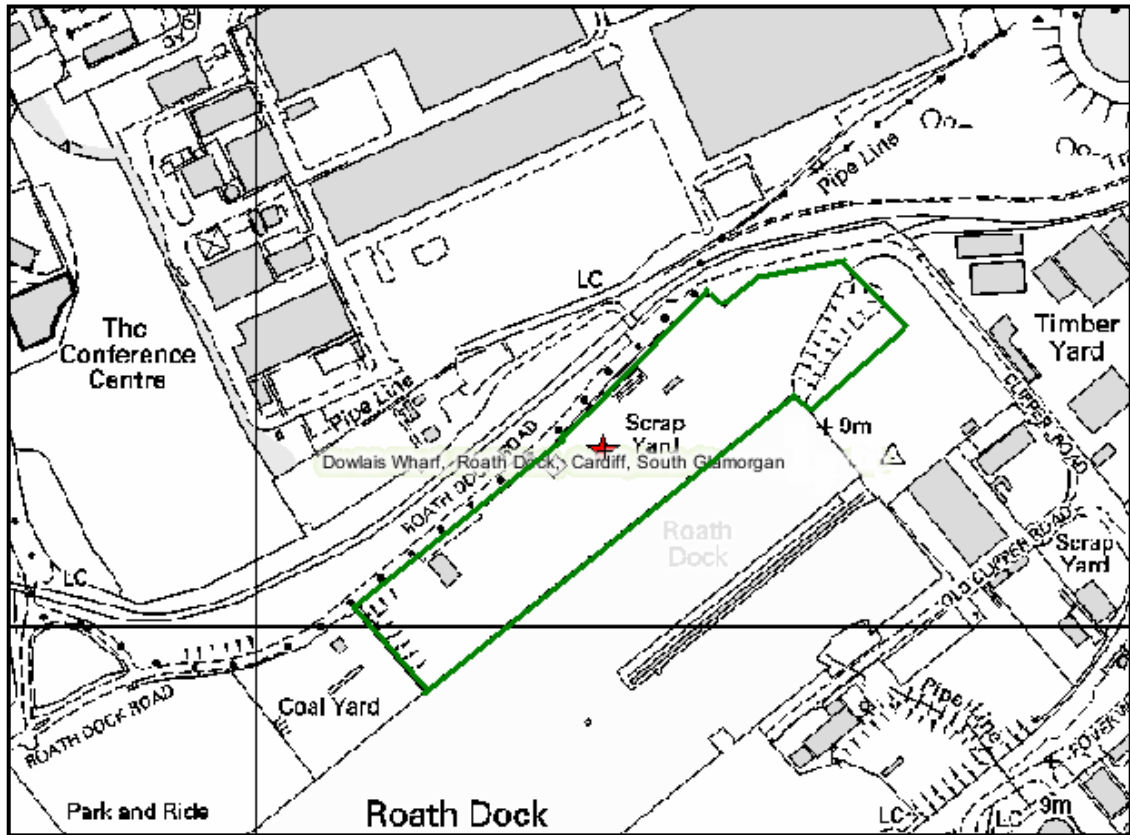 Pipe Line
LC
The
Conference
Centre
Timber
Yard
Pipe Line
CLIPPER ROAD
Scrap
Yard
9m
Dowlais Wharf, Roath Dock, Cardiff, South Glamorgan
ROATH DOCK ROAD
Roath
Dock
OLD CLIPPER ROAD
Scrap
Yard
LC
Coal Yard
Pipe Line
ROATH DOCK ROAD
Park and Ride
Roath Dock
LC
LC
9m